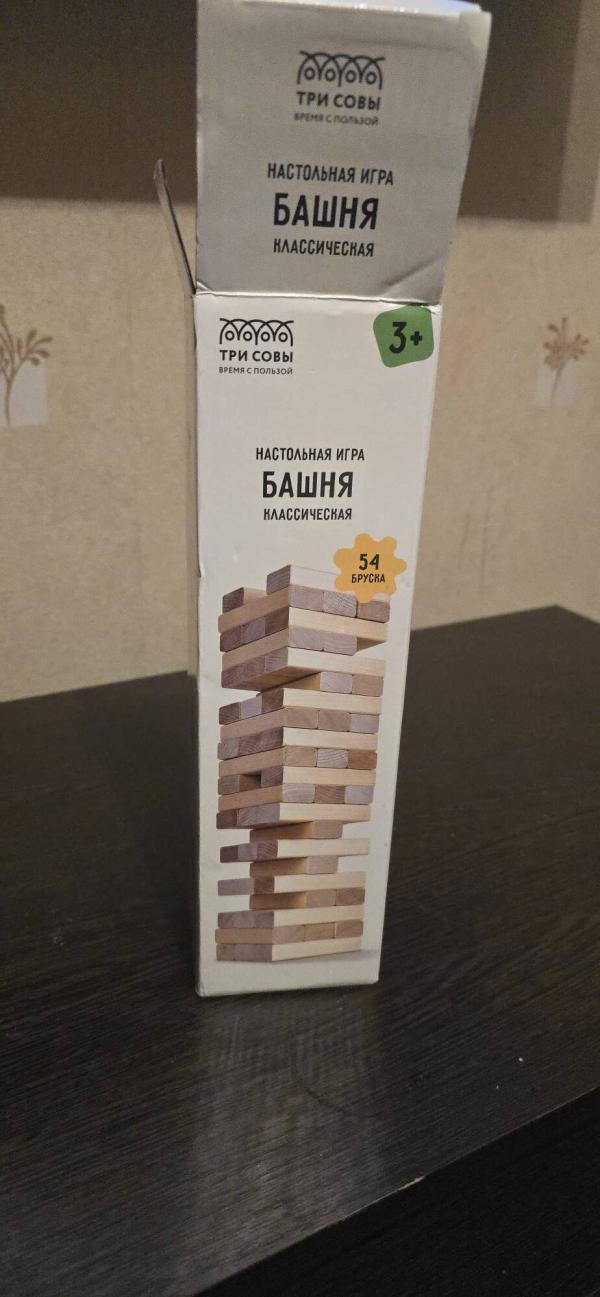 ТРИ СОВЫ
ВРЕМЯ С ПОЛЬЗОЙ
НАСТОЛЬНАЯ ИГРА
БАШНЯ
КЛАССИЧЕСКАЯ
ТРИ СОВЫ
ВРЕМЯ С ПОЛЬЗОЙ
3+
НАСТОЛЬНАЯ ИГРА
БАШНЯ
КЛАССИЧЕСКАЯ
54
БРУСКА